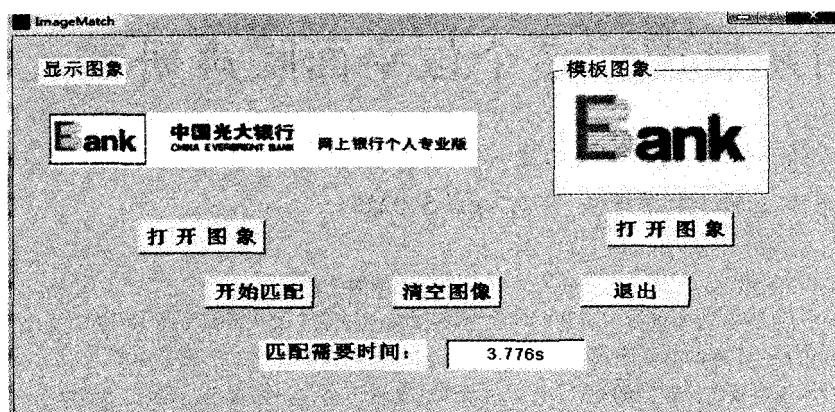 ImageMatch
显示图象
模板图象
EBank
中国光大银行
CHINA EVERBRIGHT BANK
网上银行个人专业版
EBank
打开图象
打开图象
开始匹配
清空图像
退出
匹配需要时间：
3.776s